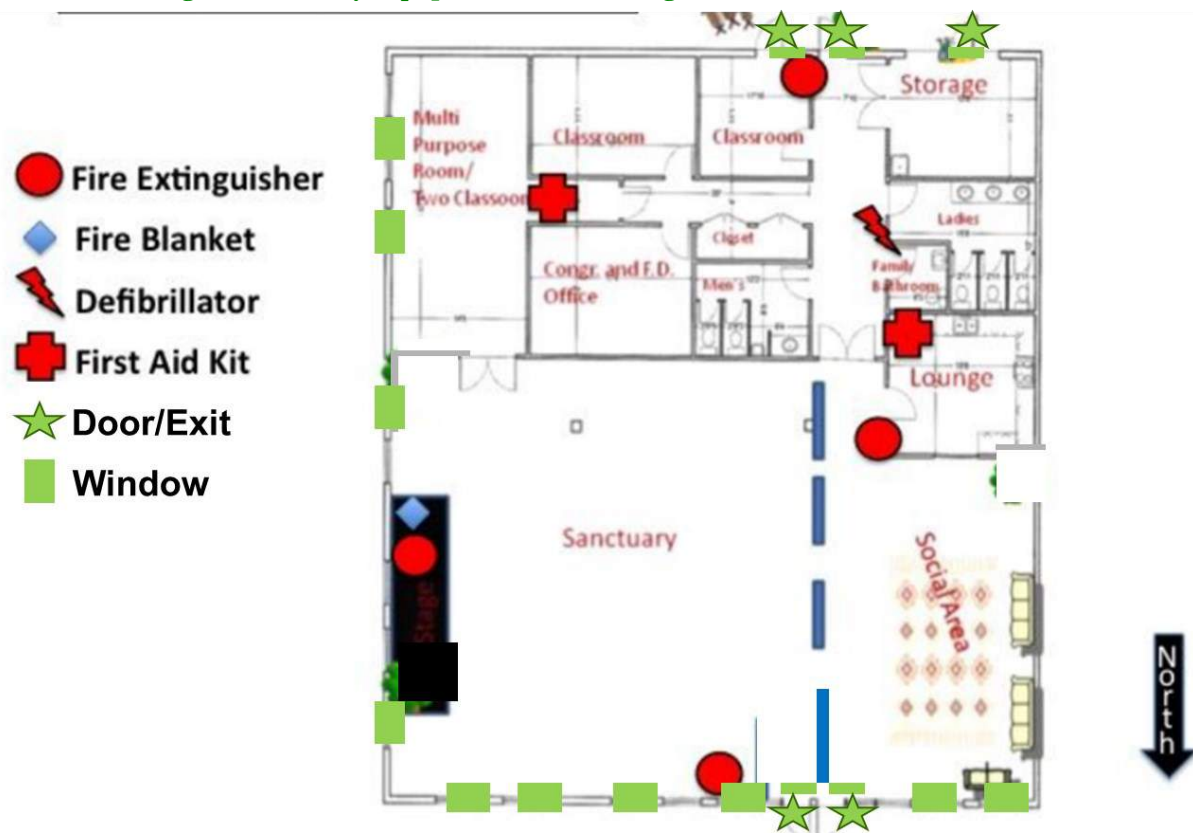 Fire Extinguisher
Fire Blanket
Defibrillator
First Aid Kit
Door/Exit
Window
Multi
Purpose
Room/
Two Classoor
Classroom
Classroom
Storage
Closet
Ladies
Congr. and F.D.
Office
Men's
Family
Bathroom
Lounge
Sanctuary
Stage
Social Area
North